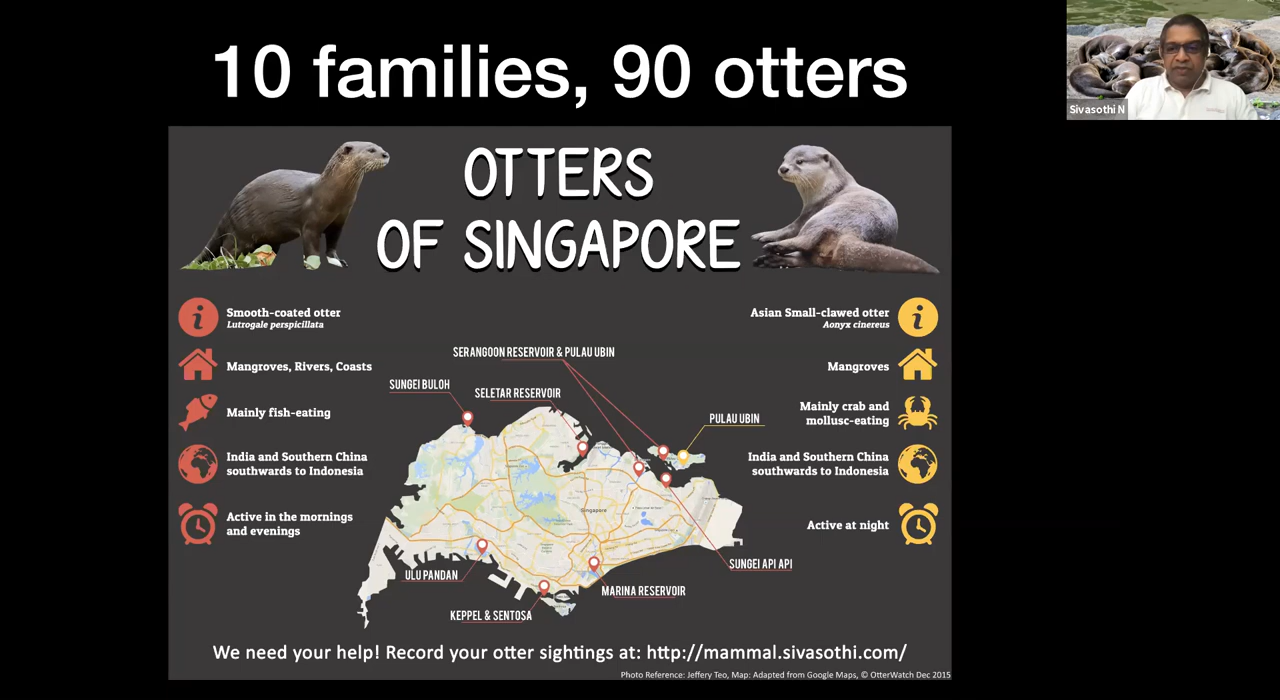 10 families, 90 otters
Sivasothi N
OTTERS
OF SINGAPORE
Smooth-coated otter
Lutrogale perspicillata
Mangroves, Rivers, Coasts
Mainly fish-eating
India and Southern China
southwards to Indonesia
Active in the mornings
and evenings
Asian Small-clawed otter
Aonyx cinereus
Mangroves
Mainly crab and
mollusc-eating
India and Southern China
southwards to Indonesia
Active at night
SERANGOON RESERVOIR & PULAU UBIN
SUNGEI BULOH
SELETAR RESERVOIR
PULAU UBIN
Singapore
SUNGEI API API
ULU PANDAN
MARINA RESERVOIR
KEPPEL & SENTOSA
We need your help! Record your otter sightings at: http://mammal.sivasothi.com/
Photo Reference: Jeffery Teo, Map: Adapted from Google Maps, © OtterWatch Dec 2015